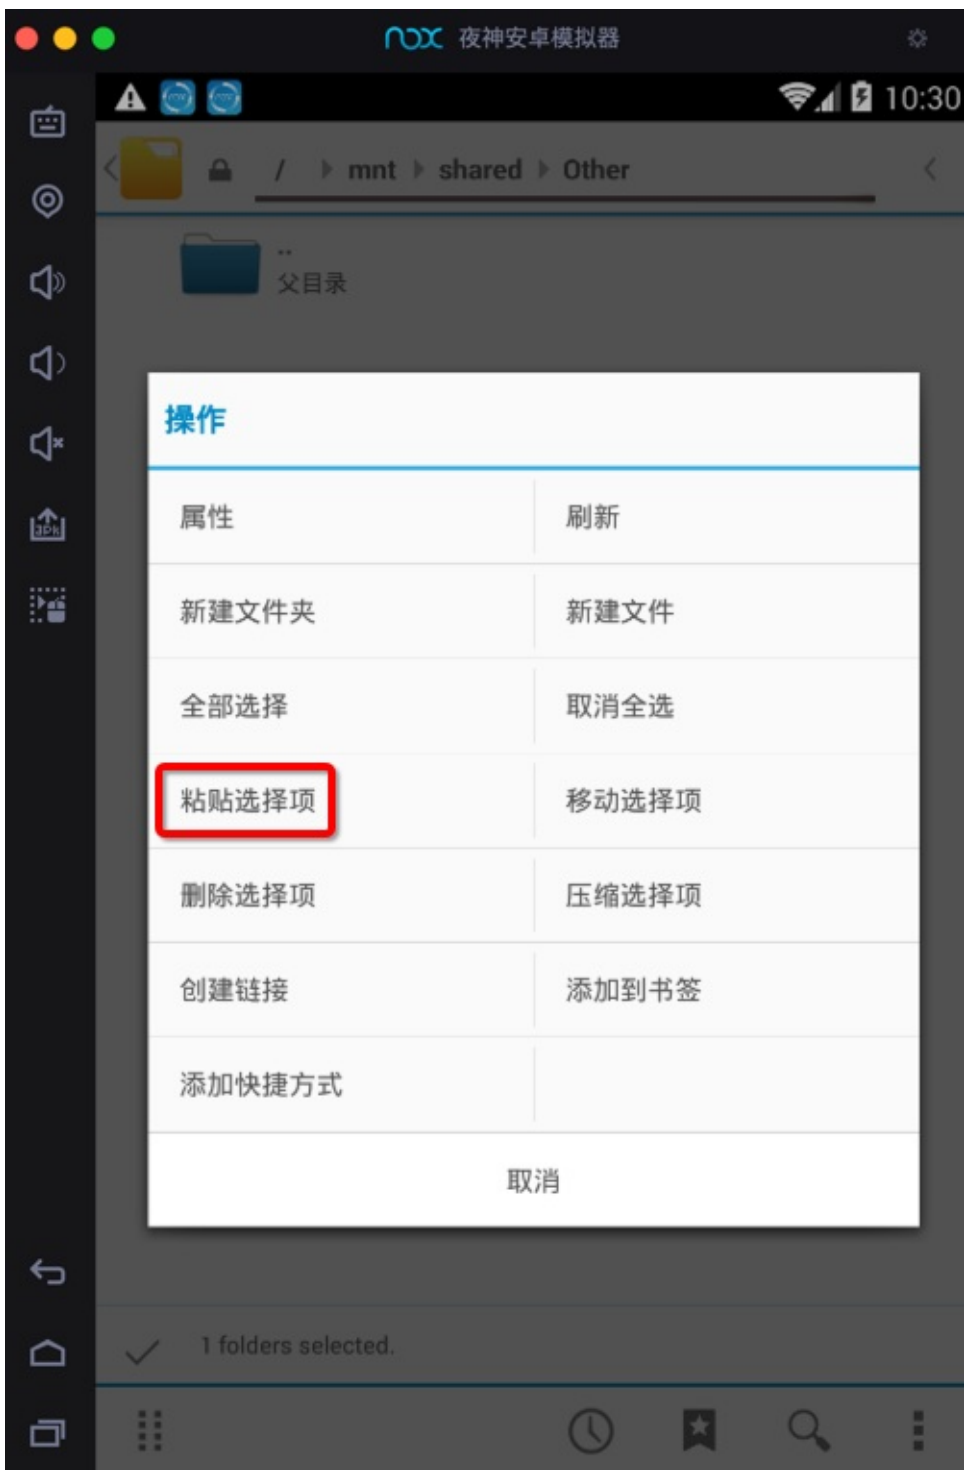 nox 夜神安卓模拟器
10:30
/ mnt shared Other
..
父目录
操作
属性 刷新
新建文件夹 新建文件
全部选择 取消全选
粘贴选择项 移动选择项
删除选择项 压缩选择项
创建链接 添加到书签
添加快捷方式
取消
1 folders selected.